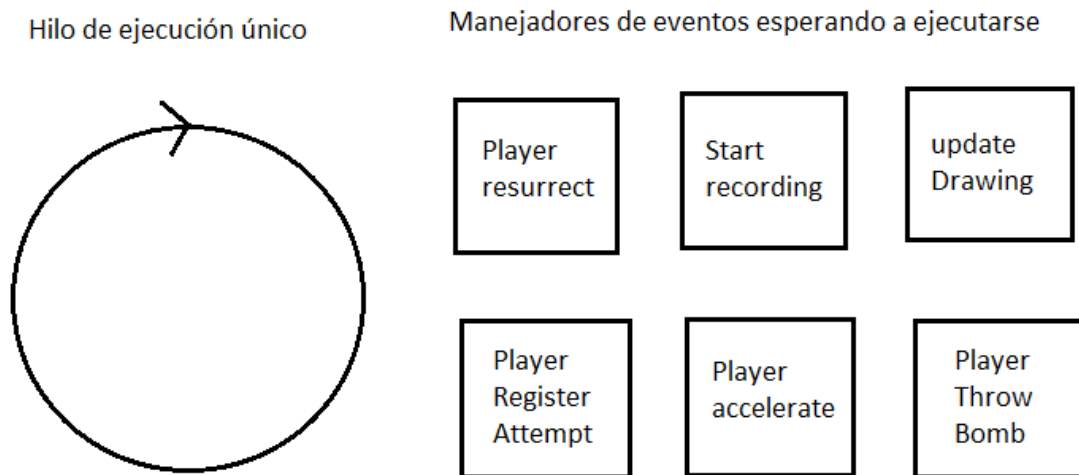 Hilo de ejecución único
Manejadores de eventos esperando a ejecutarse
Player
resurrect
Start
recording
update
Drawing
Player
Register
Attempt
Player
accelerate
Player
Throw
Bomb